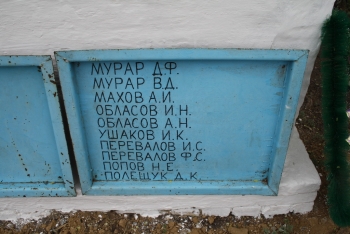 МУРАР Д.Ф.
МУРАР В.Д.
МАХОВ А.И.
ОБЛАСОВ И.Н.
ОБЛАСОВ А.Н.
УШАКОВ И.К.
ПЕРЕВАЛОВ И.С.
ПЕРЕВАЛОВ Ф.С.
ПОПОВ Н.Е.
ПОЛЕЩУК Д.К.